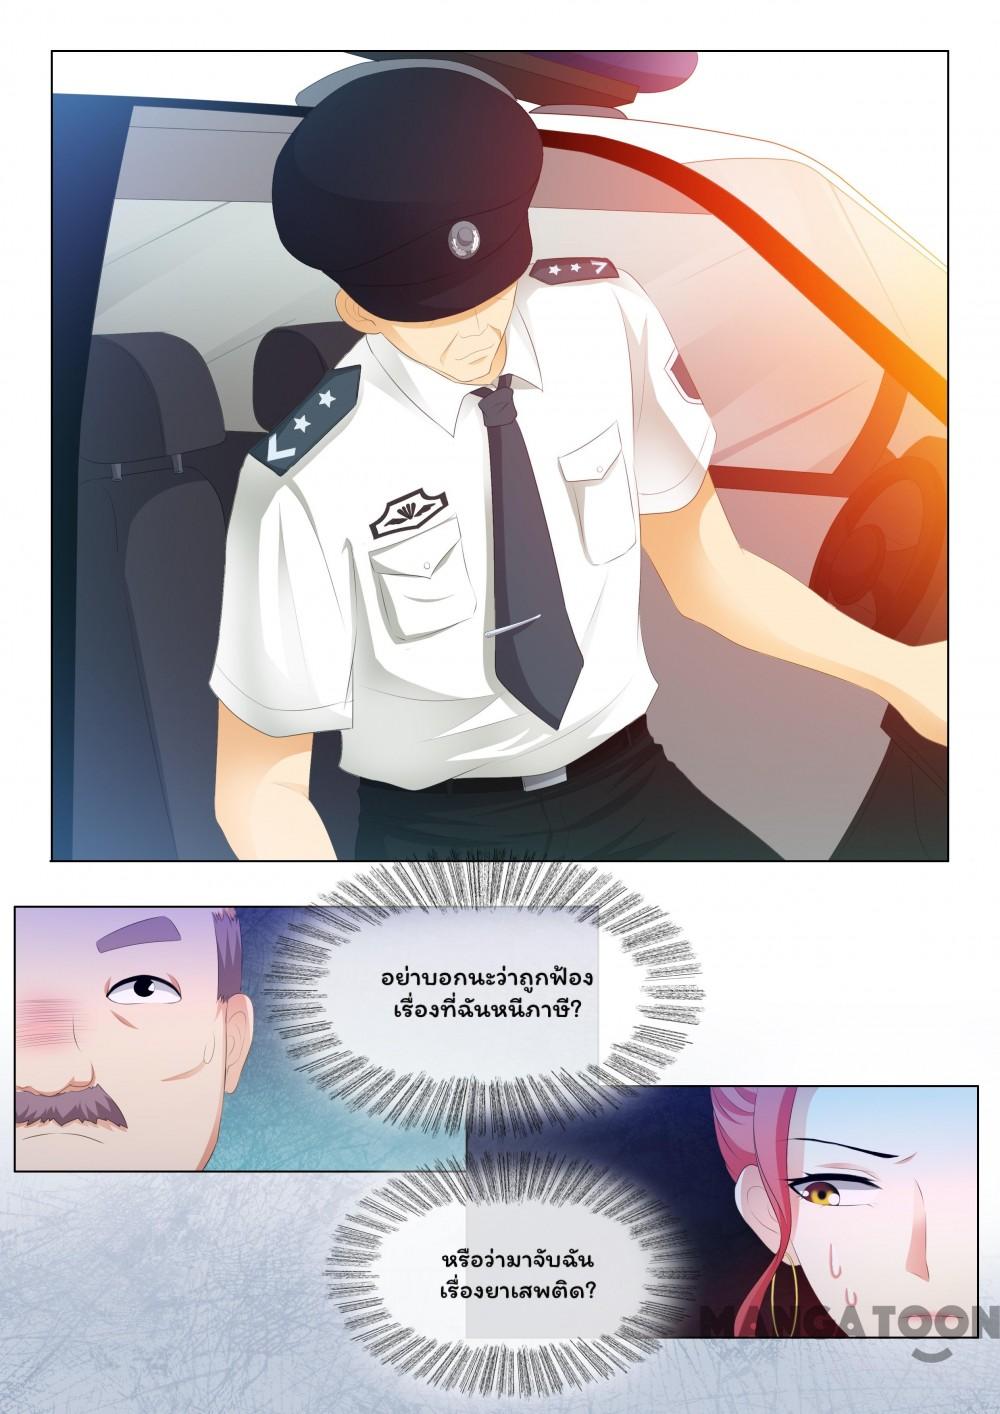 อย่าบอกนะว่าถูกฟ้อง
เรื่องที่ฉันหนีภาษี?
หรือว่ามาจับฉัน
เรื่องยาเสพติด?
MANGATOON